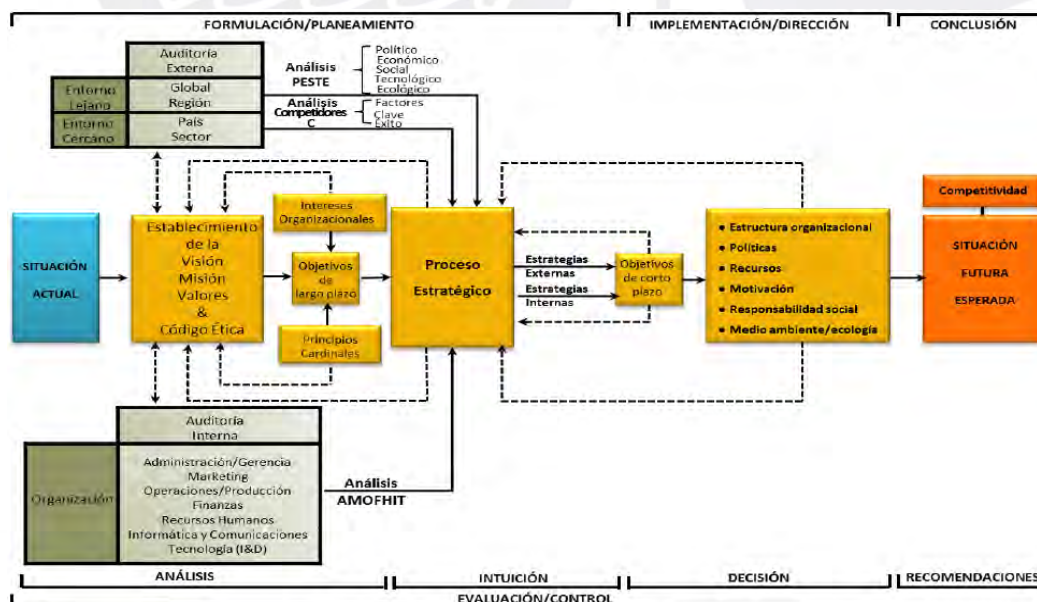 FORMULACIÓN/PLANEAMIENTO
IMPLEMENTACIÓN/DIRECCIÓN
CONCLUSIÓN
Auditoría
Externa
Entorno
Lejano
Global
Región
Entorno
Cercano
País
Sector
Análisis
PESTE
Político
Económico
Social
Tecnológico
Ecológico
Análisis
Competidores
C
Factores
Clave
Éxito
SITUACIÓN
ACTUAL
Establecimiento
de la
Visión
Misión
Valores
&
Código Ética
Intereses
Organizacionales
Objetivos
de
largo plazo
Principios
Cardinales
Proceso
Estratégico
Estrategias
Externas
Estrategias
Internas
Objetivos
de corto
plazo
• Estructura organizacional
• Políticas
• Recursos
• Motivación
• Responsabilidad social
• Medio ambiente/ecología
Competitividad
SITUACIÓN
FUTURA
ESPERADA
Auditoría
Interna
Organización
Administración/Gerencia
Marketing
Operaciones/Producción
Finanzas
Recursos Humanos
Informática y Comunicaciones
Tecnología (I&D)
Análisis
AMOFHIT
ANÁLISIS
INTUICIÓN
DECISIÓN
RECOMENDACIONES
EVALUACIÓN/CONTROL